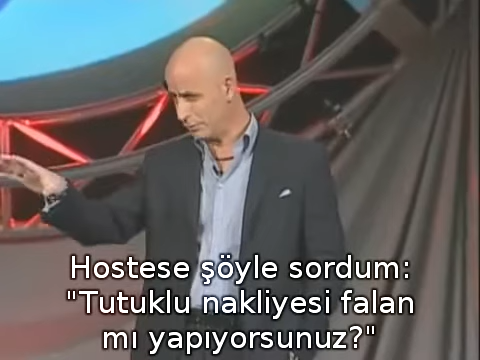 Hostese şöyle sordum:
"Tutuklu nakliyesi falan
mı yapıyorsunuz?"